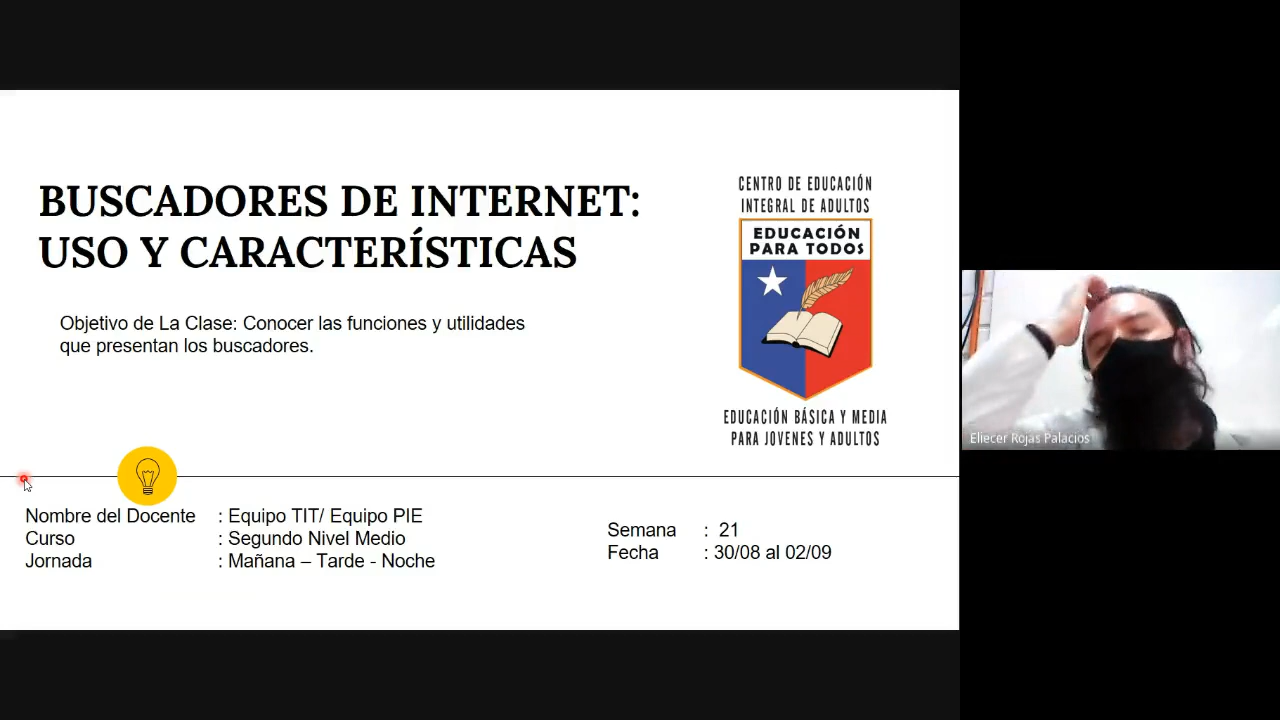 BUSCADORES DE INTERNET:
USO Y CARACTERÍSTICAS
Objetivo de La Clase: Conocer las funciones y utilidades
que presentan los buscadores.
CENTRO DE EDUCACIÓN
INTEGRAL DE ADULTOS
EDUCACIÓN
PARA TODOS
EDUCACIÓN BÁSICA Y MEDIA
PARA JOVENES Y ADULTOS
Eliecer Rojas Palacios
Nombre del Docente : Equipo TIT/ Equipo PIE
Curso : Segundo Nivel Medio
Jornada : Mañana – Tarde - Noche
Semana : 21
Fecha : 30/08 al 02/09